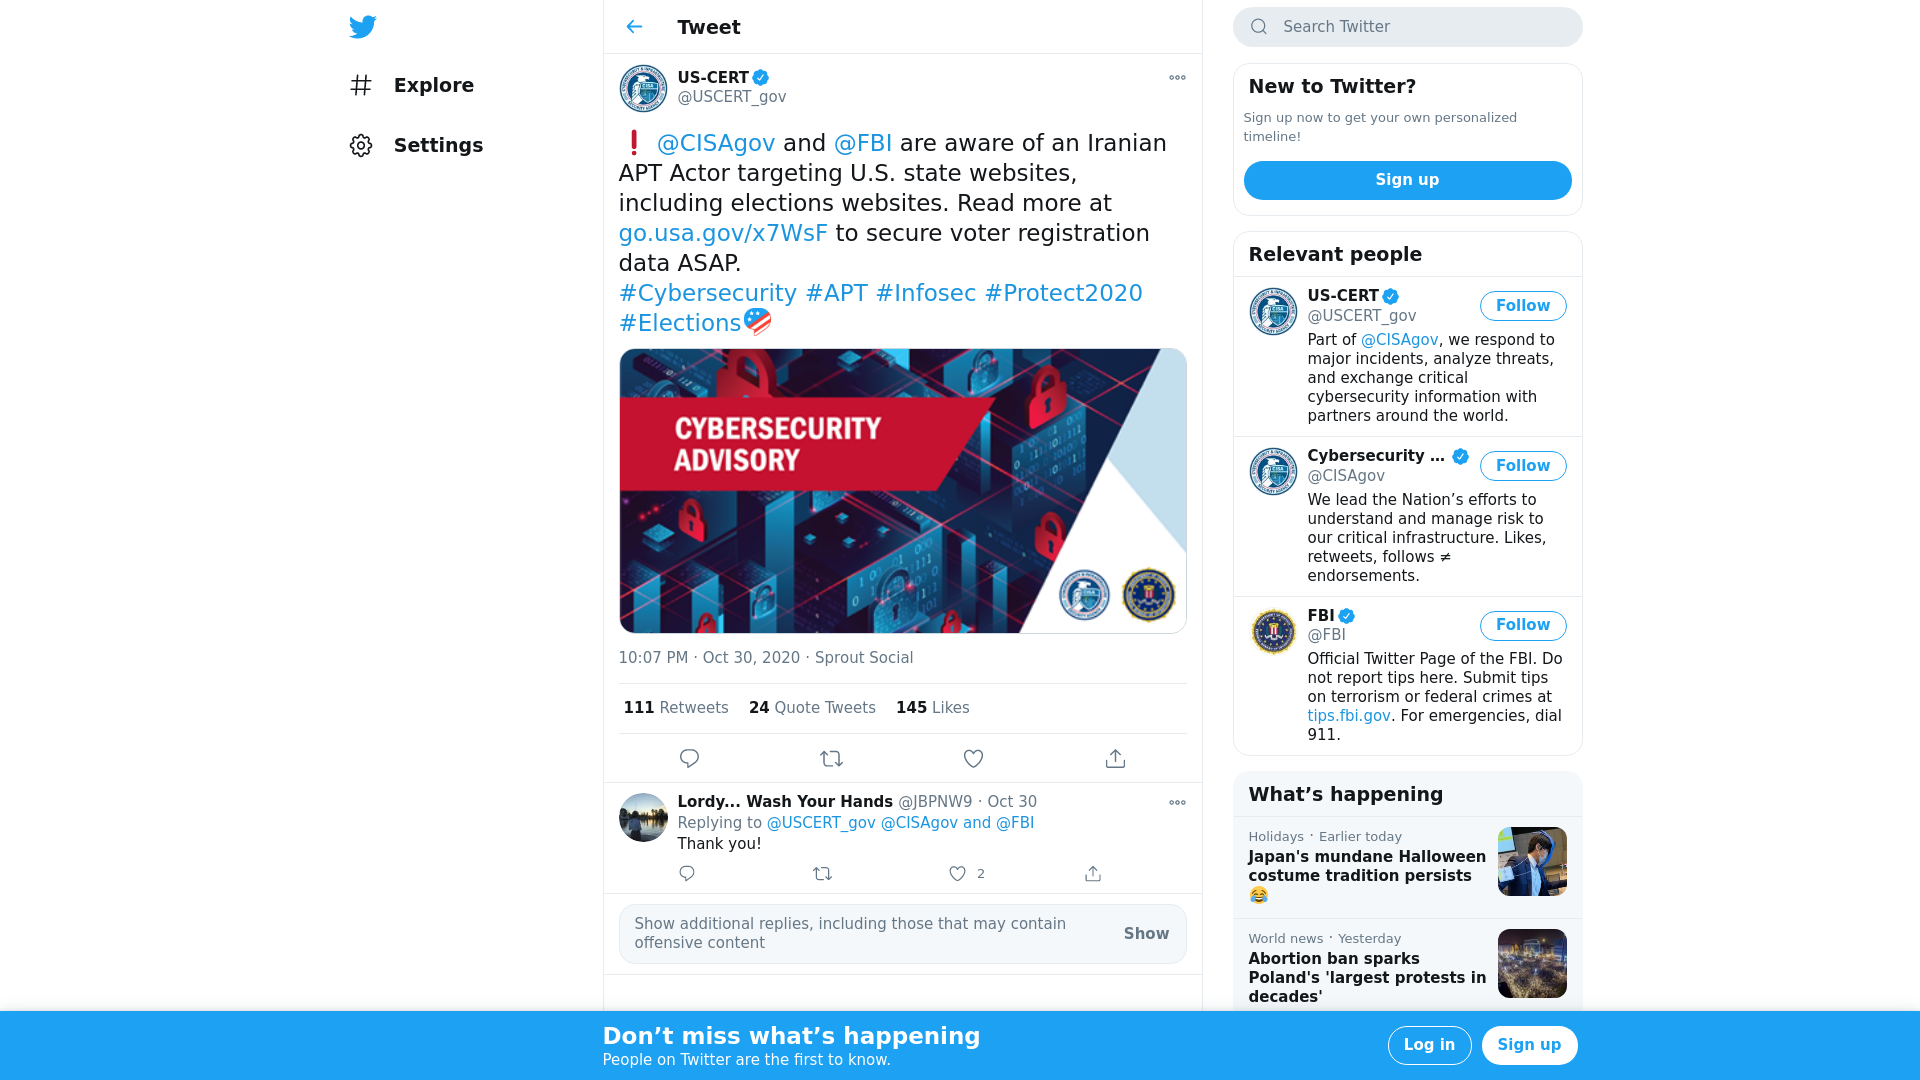 Explore
Settings
Tweet
US-CERT
@USCERT_gov
❗ @CISAgov and @FBI are aware of an Iranian
APT Actor targeting U.S. state websites,
including elections websites. Read more at
go.usa.gov/x7WsF to secure voter registration
data ASAP.
#Cybersecurity #APT #Infosec #Protect2020
#Elections
CYBERSECURITY
ADVISORY
10:07 PM · Oct 30, 2020 · Sprout Social
111 Retweets 24 Quote Tweets 145 Likes
Lordy... Wash Your Hands @JBPNW9 · Oct 30
Replying to @USCERT_gov @CISAgov and @FBI
Thank you!
2
Show additional replies, including those that may contain
offensive content
Show
Search Twitter
New to Twitter?
Sign up now to get your own personalized
timeline!
Sign up
Relevant people
US-CERT
@USCERT_gov
Follow
Part of @CISAgov, we respond to
major incidents, analyze threats,
and exchange critical
cybersecurity information with
partners around the world.
Cybersecurity ...
@CISAgov
Follow
We lead the Nation’s efforts to
understand and manage risk to
our critical infrastructure. Likes,
retweets, follows ≠
endorsements.
FBI
@FBI
Follow
Official Twitter Page of the FBI. Do
not report tips here. Submit tips
on terrorism or federal crimes at
tips.fbi.gov. For emergencies, dial
911.
What’s happening
Holidays · Earlier today
Japan's mundane Halloween
costume tradition persists
😂
World news · Yesterday
Abortion ban sparks
Poland's 'largest protests in
decades'
Don’t miss what’s happening
People on Twitter are the first to know.
Log in
Sign up